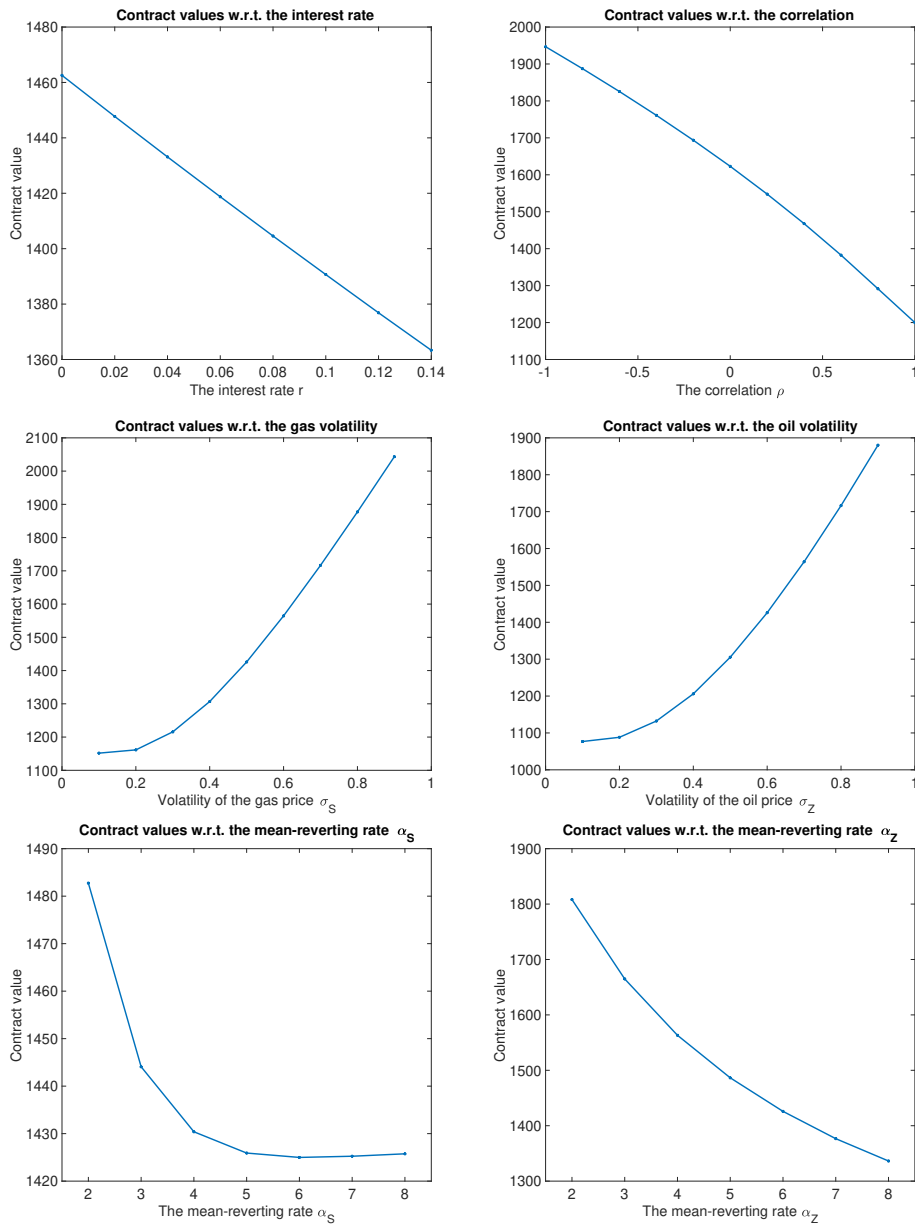 Contract values w.r.t. the interest rate
1480
1460
1440
1420
1400
1380
1360
Contract value
0 0.02 0.04 0.06 0.08 0.1 0.12 0.14
The interest rate r
Contract values w.r.t. the correlation
2000
1900
1800
1700
1600
1500
1400
1300
1200
1100
Contract value
-1 -0.5 0 0.5 1
The correlation ρ
Contract values w.r.t. the gas volatility
2100
2000
1900
1800
1700
1600
1500
1400
1300
1200
1100
Contract value
0 0.2 0.4 0.6 0.8 1
Volatility of the gas price σ_S
Contract values w.r.t. the oil volatility
1900
1800
1700
1600
1500
1400
1300
1200
1100
1000
Contract value
0 0.2 0.4 0.6 0.8 1
Volatility of the oil price σ_Z
Contract values w.r.t. the mean-reverting rate α_S
1490
1480
1470
1460
1450
1440
1430
1420
Contract value
2 3 4 5 6 7 8
The mean-reverting rate α_S
Contract values w.r.t. the mean-reverting rate α_Z
1900
1800
1700
1600
1500
1400
1300
Contract value
2 3 4 5 6 7 8
The mean-reverting rate α_Z